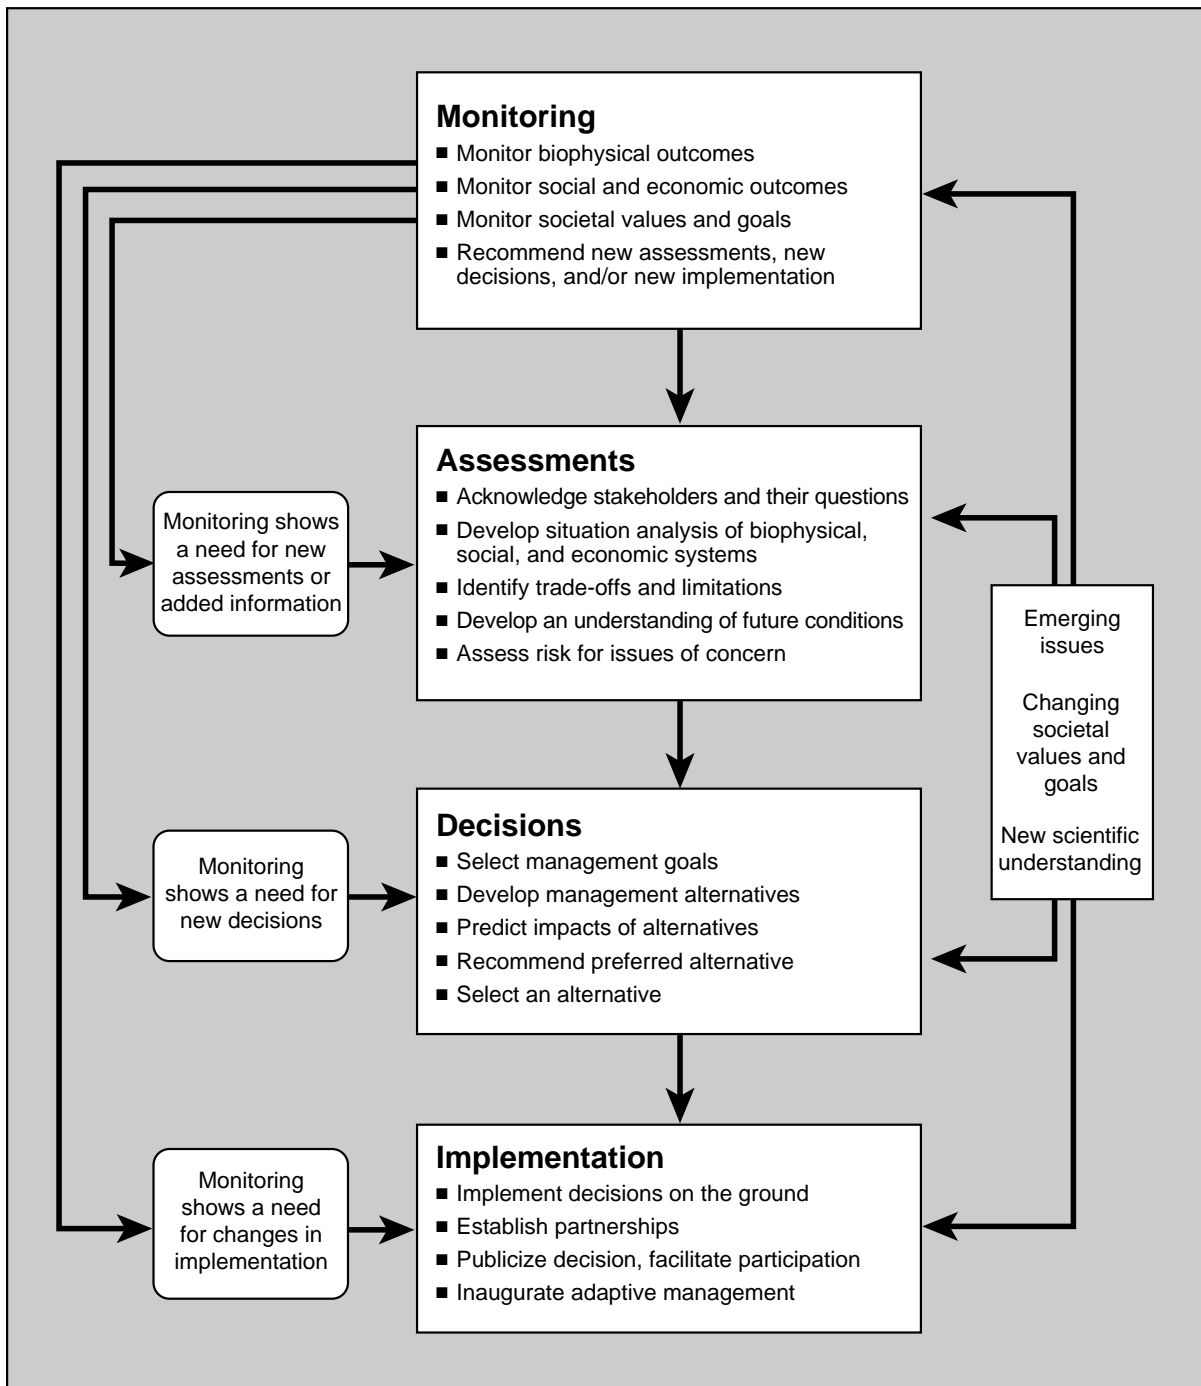 Monitoring
■ Monitor biophysical outcomes
■ Monitor social and economic outcomes
■ Monitor societal values and goals
■ Recommend new assessments, new
decisions, and/or new implementation
Assessments
■ Acknowledge stakeholders and their questions
■ Develop situation analysis of biophysical,
social, and economic systems
■ Identify trade-offs and limitations
■ Develop an understanding of future conditions
■ Assess risk for issues of concern
Monitoring shows
a need for new
assessments or
added information
Emerging
issues
Changing
societal
values and
goals
New scientific
understanding
Decisions
■ Select management goals
■ Develop management alternatives
■ Predict impacts of alternatives
■ Recommend preferred alternative
■ Select an alternative
Monitoring
shows a need for
new decisions
Implementation
■ Implement decisions on the ground
■ Establish partnerships
■ Publicize decision, facilitate participation
■ Inaugurate adaptive management
Monitoring
shows a need
for changes in
implementation